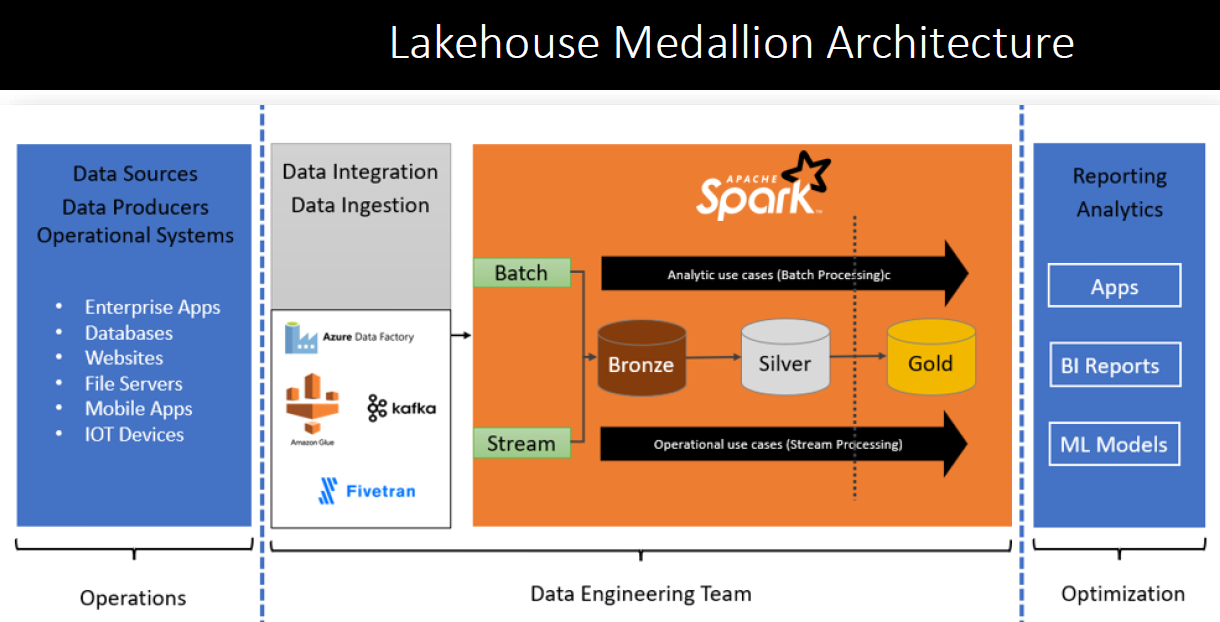 Lakehouse Medallion Architecture
Data Sources
Data Producers
Operational Systems
• Enterprise Apps
• Databases
• Websites
• File Servers
• Mobile Apps
• IOT Devices
Operations
Data Integration
Data Ingestion
Azure Data Factory
Amazon Glue
kafka
Fivetran
APACHE
Spark™
Batch
Stream
Analytic use cases (Batch Processing)c
Bronze
Silver
Gold
Operational use cases (Stream Processing)
Data Engineering Team
Reporting
Analytics
Apps
BI Reports
ML Models
Optimization